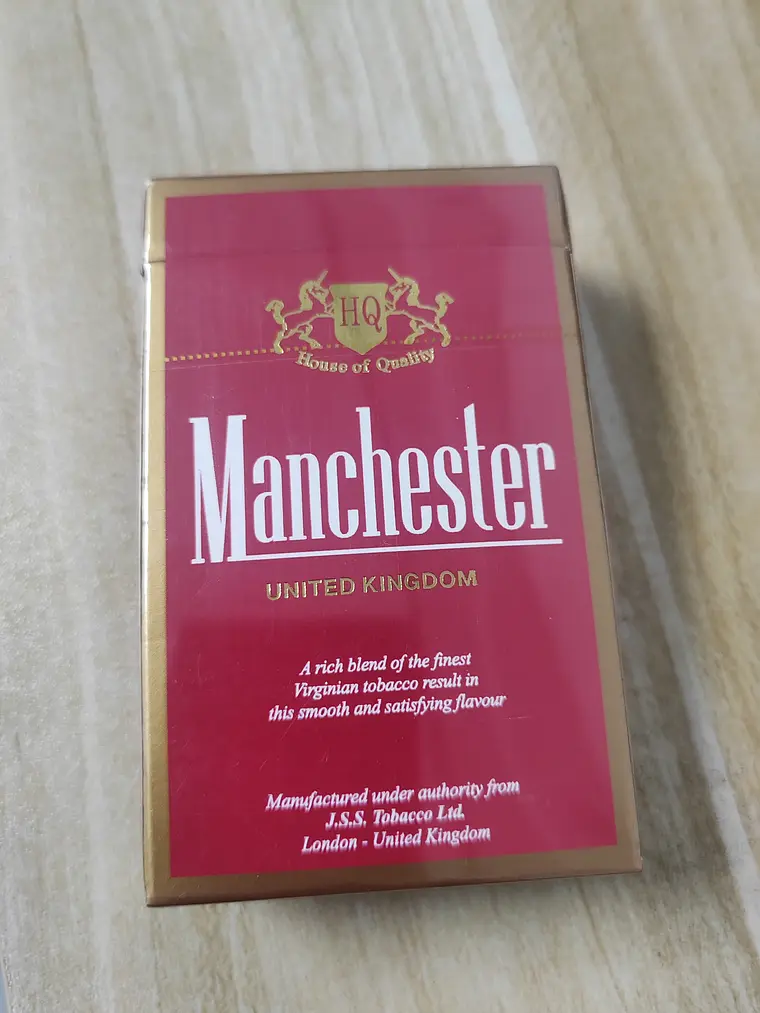 HQ
House of Quality
Manchester
UNITED KINGDOM
A rich blend of the finest
Virginian tobacco result in
this smooth and satisfying flavour
Manufactured under authority from
J.S.S. Tobacco Ltd.
London - United Kingdom